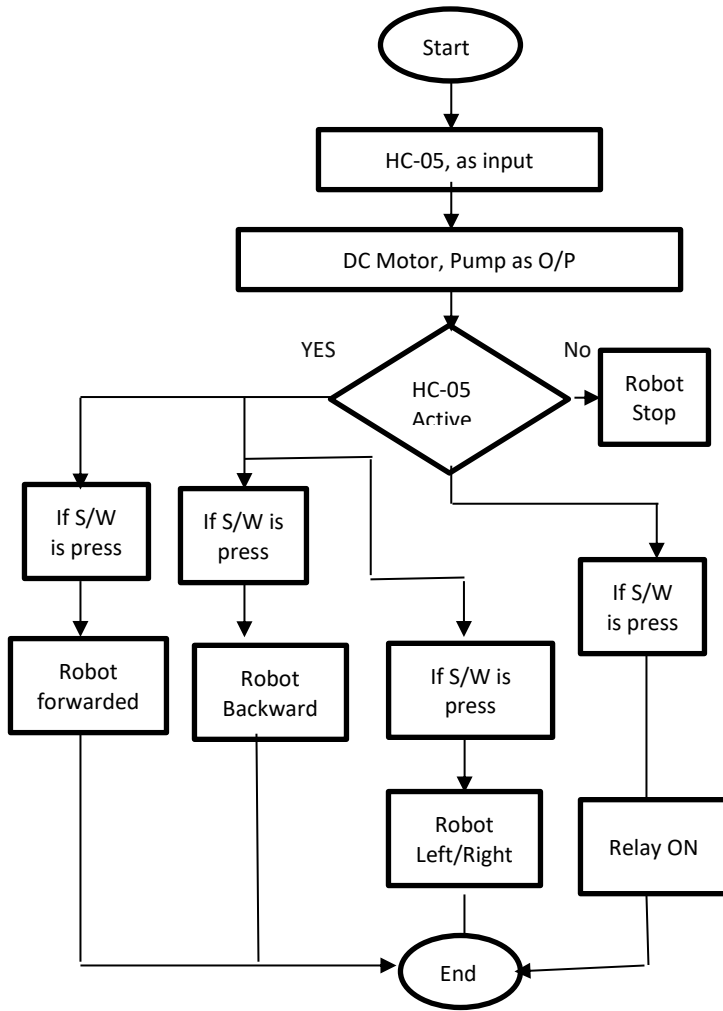 Start
HC-05, as input
DC Motor, Pump as O/P
YES
No
HC-05
Active
Robot
Stop
If S/W
is press
If S/W is
press
If S/W
is press
Robot
forwarded
Robot
Backward
If S/W is
press
Robot
Left/Right
Relay ON
End